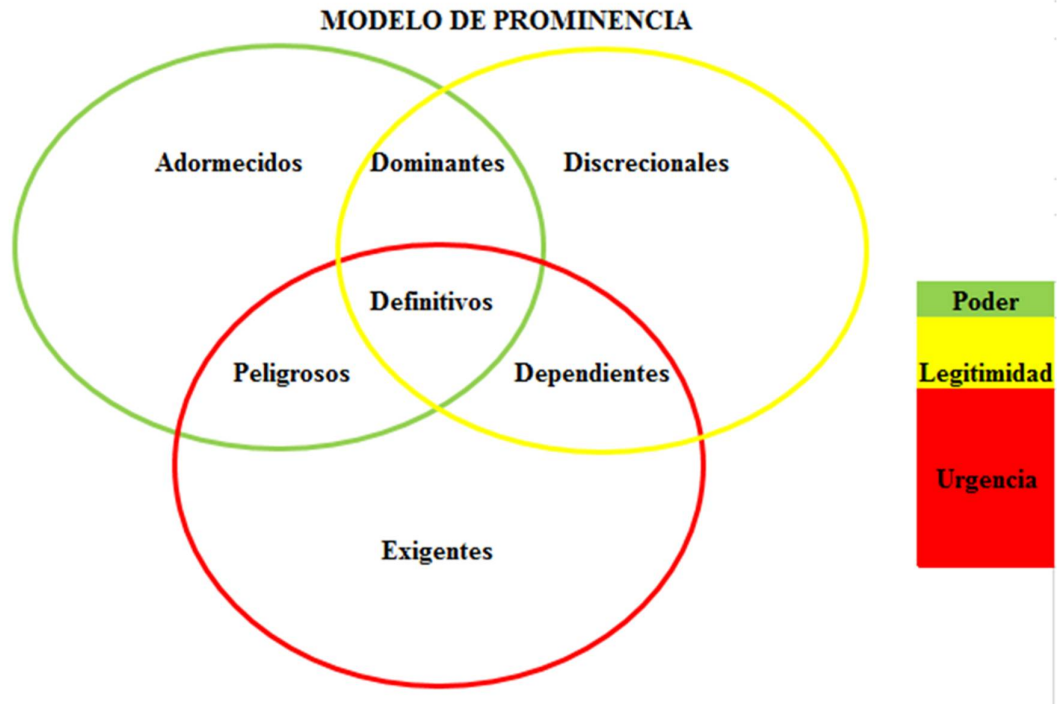 MODELO DE PROMINENCIA
Adormecidos
Dominantes
Discrecionales
Definitivos
Peligrosos
Dependientes
Exigentes
Poder
Legitimidad
Urgencia